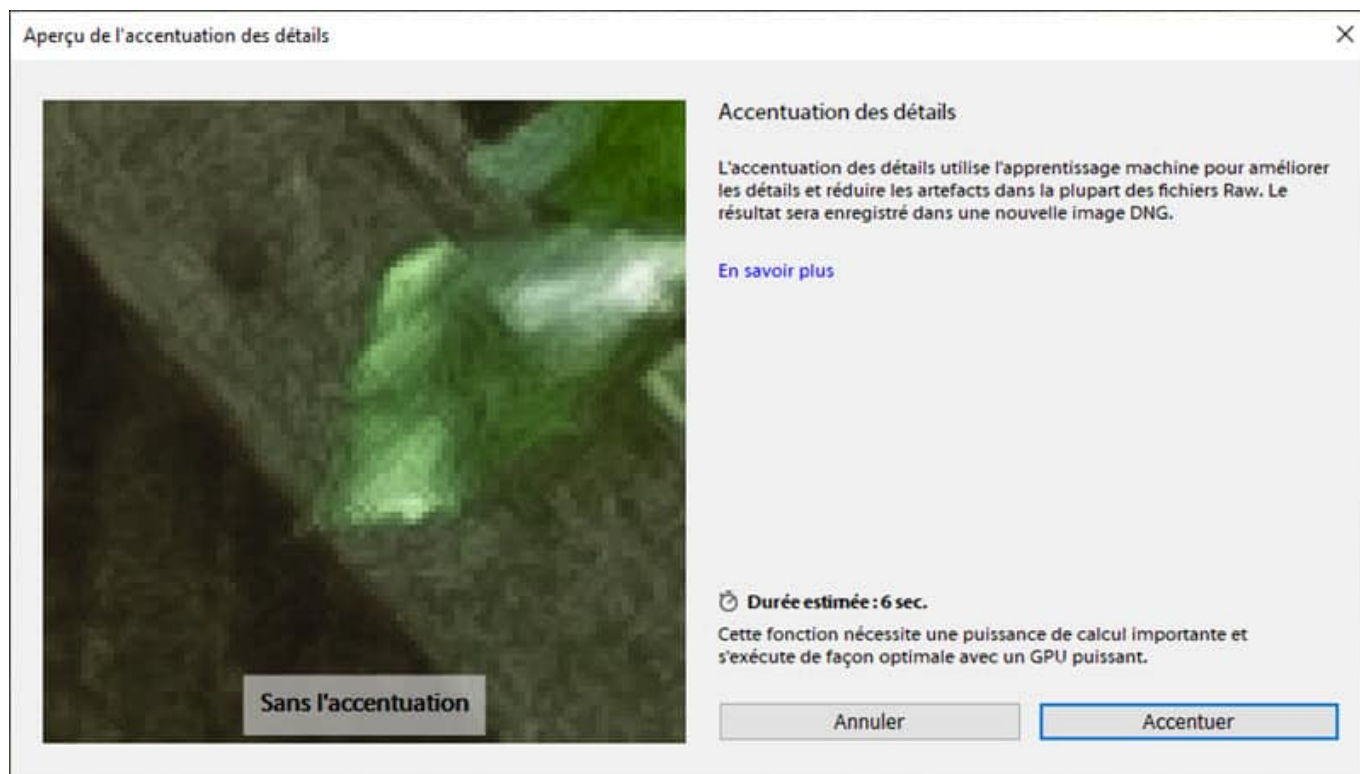 Aperçu de l'accentuation des détails
Accentuation des détails
L'accentuation des détails utilise l'apprentissage machine pour améliorer
les détails et réduire les artefacts dans la plupart des fichiers Raw. Le
résultat sera enregistré dans une nouvelle image DNG.
En savoir plus
Durée estimée : 6 sec.
Cette fonction nécessite une puissance de calcul importante et
s'exécute de façon optimale avec un GPU puissant.
Sans l'accentuation
Annuler
Accentuer